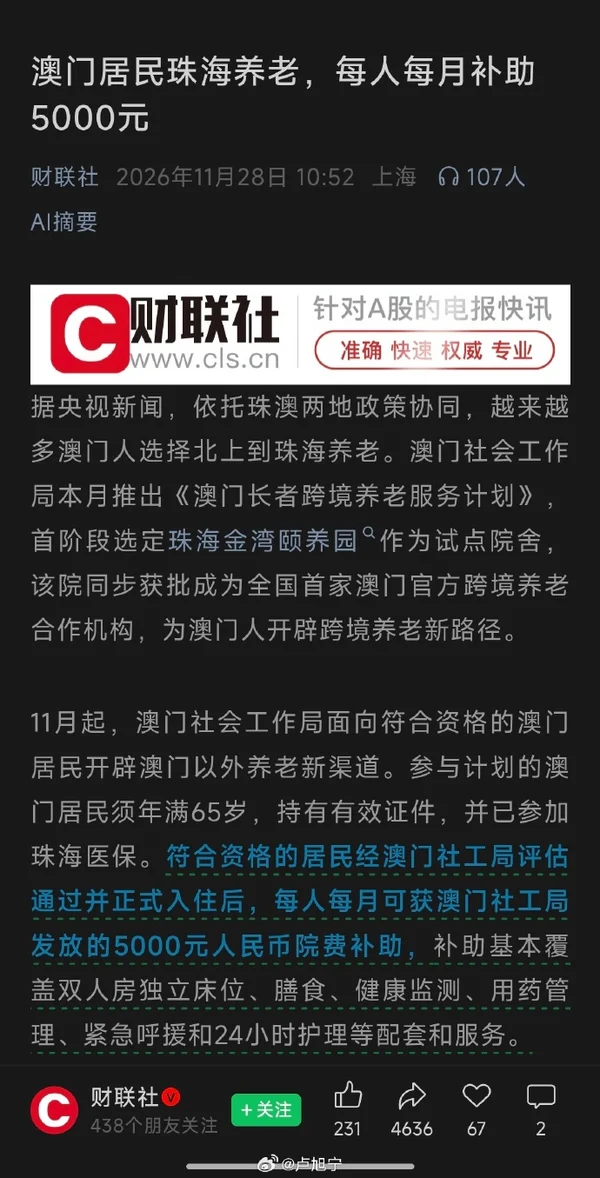 澳门居民珠海养老，每人每月补助
5000元
财联社 2026年11月28日 10:52 上海 107人
AI摘要
C 财联社 www.cls.cn
针对A股的电报快讯
准确 快速 权威 专业
据央视新闻，依托珠澳两地政策协同，越来越
多澳门人选择北上到珠海养老。澳门社会工作
局本月推出《澳门长者跨境养老服务计划》，
首阶段选定珠海金湾颐养园作为试点院舍，
该院同步获批成为全国首家澳门官方跨境养老
合作机构，为澳门人开辟跨境养老新路径。
11月起，澳门社会工作局面向符合资格的澳门
居民开辟澳门以外养老新渠道。参与计划的澳
门居民须年满65岁，持有有效证件，并已参加
珠海医保。符合资格的居民经澳门社工局评估
通过并正式入住后，每人每月可获澳门社工局
发放的5000元人民币院费补助，补助基本覆
盖双人房独立床位、膳食、健康监测、用药管
理、紧急呼援和24小时护理等配套和服务。
C 财联社 V
438个朋友关注
+关注
231 4636 67 2
@卢旭宁